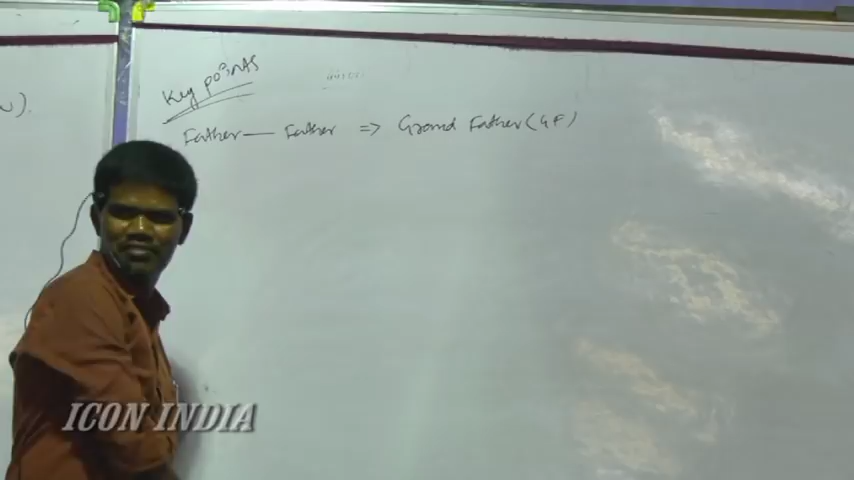 Key points
Father — Father => Grand Father (GF)
ICON INDIA